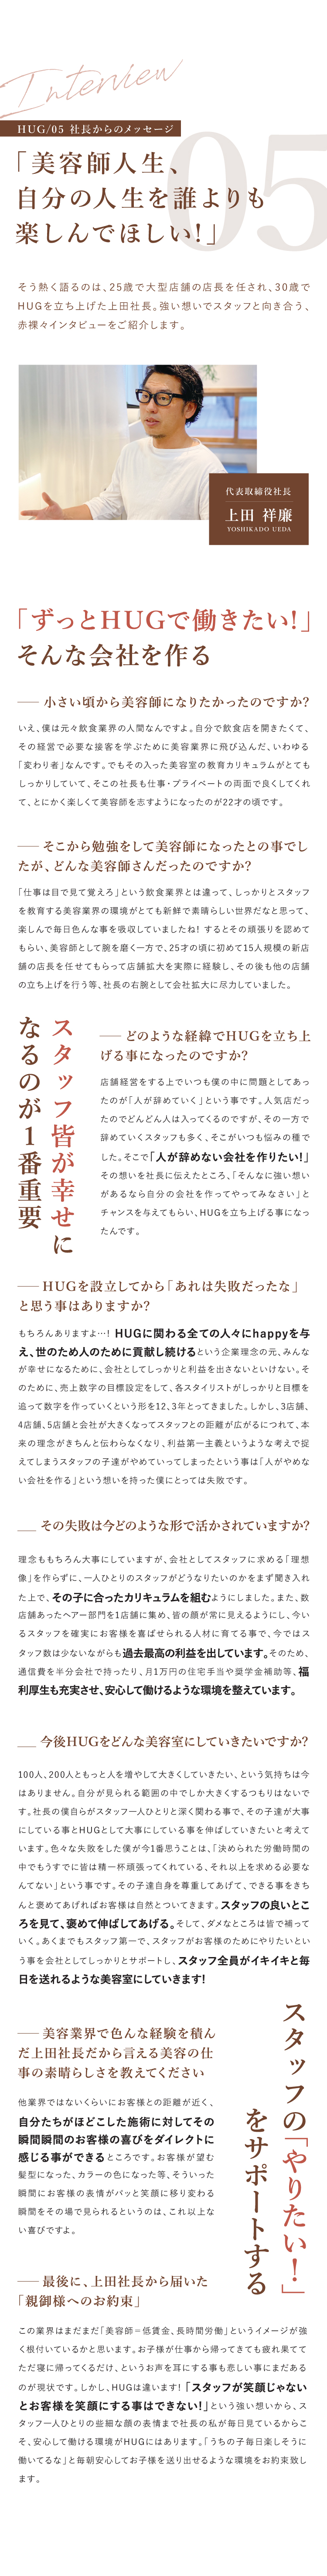 Interview
05
HUG/05 社長からのメッセージ
「美容師人生、
自分の人生を誰よりも
楽しんでほしい!」
そう熱く語るのは、25歳で大型店舗の店長を任され、30歳で
HUGを立ち上げた上田社長。強い想いでスタッフと向き合う、
赤裸々インタビューをご紹介します。
代表取締役社長
上田 祥廉
YOSHIKADO UEDA
「ずっとHUGで働きたい!」
そんな会社を作る
小さい頃から美容師になりたかったのですか?
いえ、僕は元々飲食業界の人間なんですよ。自分で飲食店を開きたくて、
その経営で必要な接客を学ぶために美容業界に飛び込んだ、いわゆる
「変わり者」なんです。でもその入った美容室の教育カリキュラムがとても
しっかりしていて、そこの社長も仕事・プライベートの両面で良くしてくれ
て、とにかく楽しくて美容師を志すようになったのが22才の頃です。
そこから勉強をして美容師になったとの事でし
たが、どんな美容師さんだったのですか?
「仕事は目で見て覚えろ」という飲食業界とは違って、しっかりとスタッフ
を教育する美容業界の環境がとても新鮮で素晴らしい世界だなと思って、
楽しんで毎日色んな事を吸収していましたね! するとその頑張りを認めて
もらい、美容師として腕を磨く一方で、25才の頃に初めて15人規模の新店
舗の店長を任せてもらって店舗拡大を実際に経験し、その後も他の店舗
の立ち上げを行う等、社長の右腕として会社拡大に尽力していました。
スタッフ皆が幸せに
なるのが1番重要
どのような経緯でHUGを立ち上
げる事になったのですか?
店舗経営をする上でいつも僕の中に問題としてあっ
たのが「人が辞めていく」という事です。人気店だっ
たのでどんどん人は入ってくるのですが、その一方で
辞めていくスタッフも多く、そこがいつも悩みの種で
した。そこで「人が辞めない会社を作りたい!」
その想いを社長に伝えたところ、「そんなに強い想い
があるなら自分の会社を作ってやってみなさい」と
チャンスを与えてもらい、HUGを立ち上げる事になっ
たんです。
HUGを設立してから「あれは失敗だったな」
と思う事はありますか?
もちろんありますよ…! HUGに関わる全ての人々にhappyを与
え、世のため人のために貢献し続けるという企業理念の元、みんな
が幸せになるために、会社としてしっかりと利益を出さないといけない。そ
のために、売上数字の目標設定をして、各スタイリストがしっかりと目標を
追って数字を作っていくという形を12、3年とってきました。しかし、3店舗、
4店舗、5店舗と会社が大きくなってスタッフとの距離が広がるにつれて、本
来の理念がきちんと伝わらなくなり、利益第一主義というような考えで捉
えてしまうスタッフの子達がやめていってしまったという事は「人がやめな
い会社を作る」という想いを持った僕にとっては失敗です。
その失敗は今どのような形で活かされていますか?
理念ももちろん大事にしていますが、会社としてスタッフに求める「理想
像」を作らずに、一人ひとりのスタッフがどうなりたいのかをまず聞き入れ
た上で、その子に合ったカリキュラムを組むようにしました。また、数
店舗あったヘアー部門を1店舗に集め、皆の顔が常に見えるようにし、今い
るスタッフを確実にお客様を喜ばせられる人材に育てる事で、今ではス
タッフ数は少ないながらも過去最高の利益を出しています。そのため、
通信費を半分会社で持ったり、月1万円の住宅手当や奨学金補助等、福
利厚生も充実させ、安心して働けるような環境を整えています。
今後HUGをどんな美容室にしていきたいですか?
100人、200人ともっと人を増やして大きくしていきたい、という気持ちは今
はありません。自分が見られる範囲の中でしか大きくするつもりはないで
す。社長の僕自らがスタッフ一人ひとりと深く関わる事で、その子達が大事
にしている事とHUGとして大事にしている事を伸ばしていきたいと考えて
います。色々な失敗をした僕が今1番思うことは、「決められた労働時間の
中でもうすでに皆は精一杯頑張ってくれている、それ以上を求める必要な
んてない」という事です。その子達自身を尊重してあげて、できる事をきち
んと褒めてあげればお客様は自然とついてきます。スタッフの良いとこ
ろを見て、褒めて伸ばしてあげる。そして、ダメなところは皆で補って
いく。あくまでもスタッフ第一で、スタッフがお客様のためにやりたいとい
う事を会社としてしっかりとサポートし、スタッフ全員がイキイキと毎
日を送れるような美容室にしていきます!
スタッフの「やりたい!」
をサポートする
美容業界で色んな経験を積ん
だ上田社長だから言える美容の仕
事の素晴らしさを教えてください
他業界ではないくらいにお客様との距離が近く、
自分たちがほどこした施術に対してその
瞬間瞬間のお客様の喜びをダイレクトに
感じる事ができるところです。お客様が望む
髪型になった、カラーの色になった等、そういった
瞬間にお客様の表情がパッと笑顔に移り変わる
瞬間をその場で見られるというのは、これ以上な
い喜びですよ。
最後に、上田社長から届いた
「親御様へのお約束」
この業界はまだまだ「美容師=低賃金、長時間労働」というイメージが強
く根付いているかと思います。お子様が仕事から帰ってきても疲れ果てて
ただ寝に帰ってくるだけ、というお声を耳にする事も悲しい事にまだある
のが現状です。しかし、HUGは違います! 「スタッフが笑顔じゃない
とお客様を笑顔にする事はできない!」という強い想いから、ス
タッフ一人ひとりの些細な顔の表情まで社長の私が毎日見ているからこ
そ、安心して働ける環境がHUGにはあります。「うちの子毎日楽しそうに
働いてるな」と毎朝安心してお子様を送り出せるような環境をお約束致し
ます。